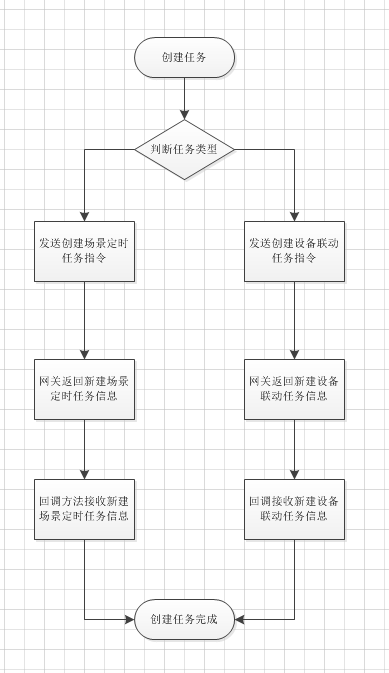 创建任务
判断任务类型
发送创建场景定时
任务指令
发送创建设备联动
任务指令
网关返回新建场景
定时任务信息
网关返回新建设备
联动任务信息
回调方法接收新建
场景定时任务信息
回调接收新建设备
联动任务信息
创建任务完成